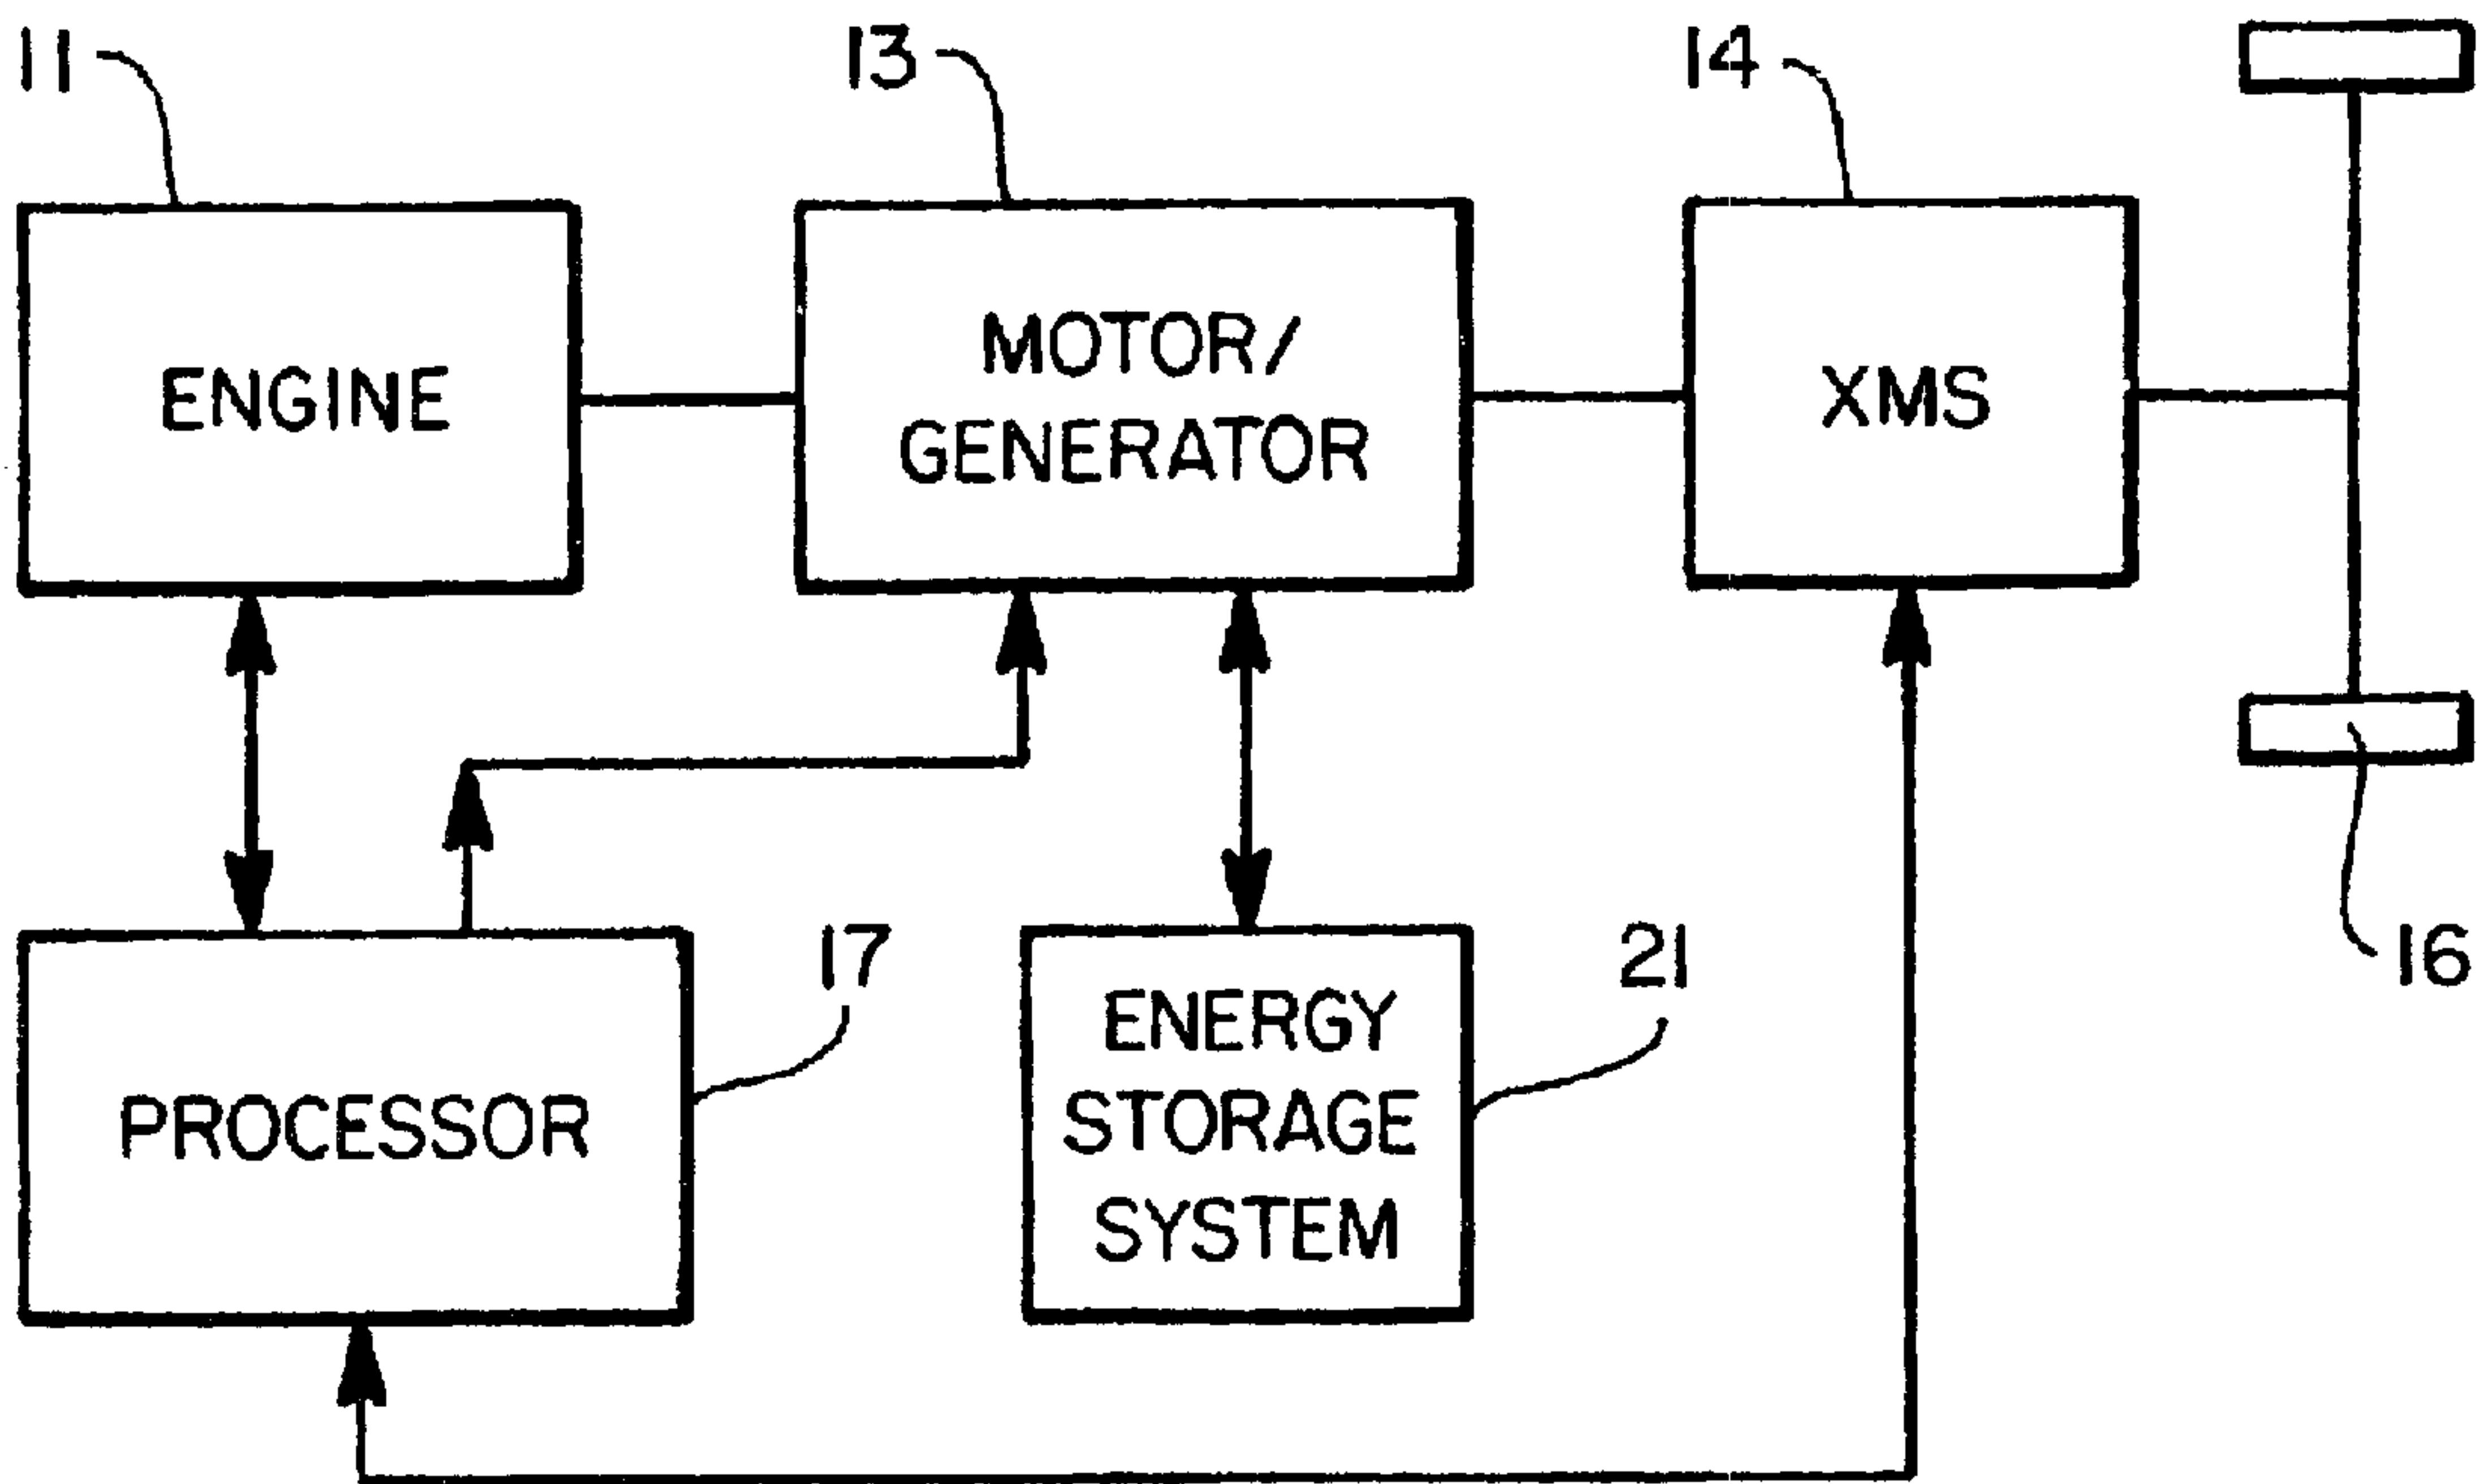 11
13
14
ENGINE
MOTOR/
GENERATOR
XMS
17
21
16
PROCESSOR
ENERGY
STORAGE
SYSTEM